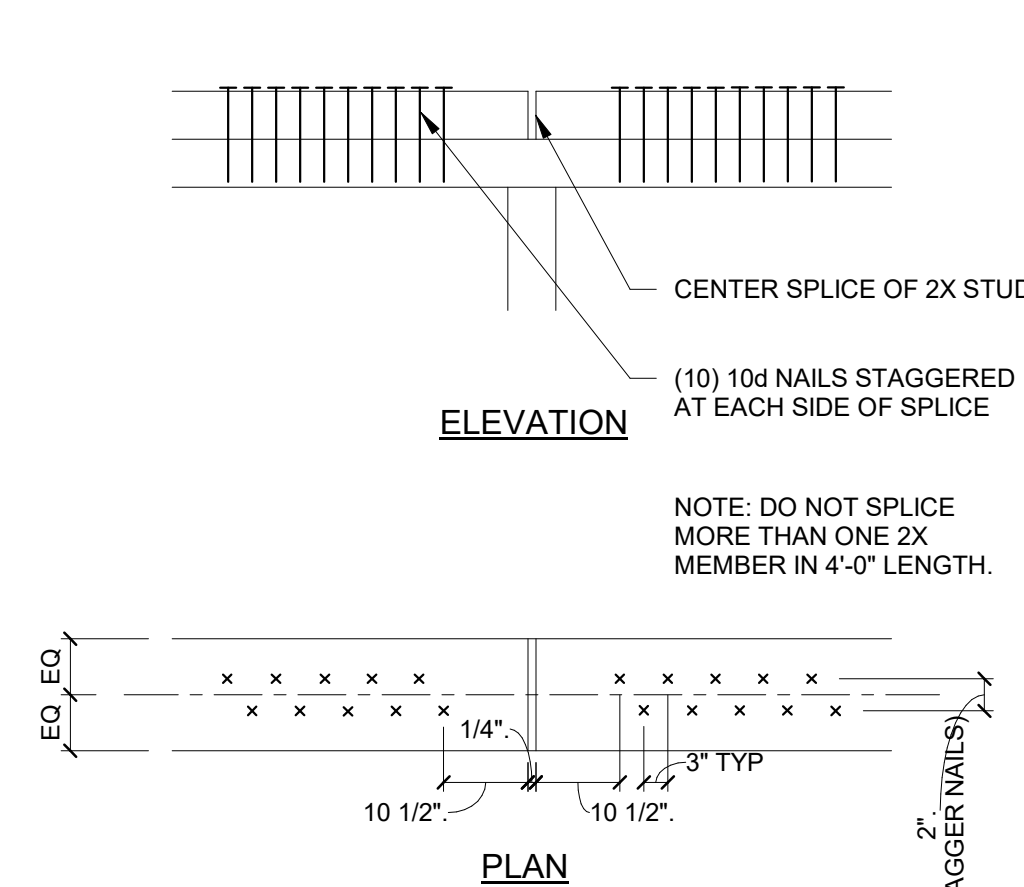 CENTER SPLICE OF 2X STUD
(10) 10d NAILS STAGGERED
AT EACH SIDE OF SPLICE
ELEVATION
NOTE: DO NOT SPLICE
MORE THAN ONE 2X
MEMBER IN 4'-0" LENGTH.
EQ
EQ
1/4".
3" TYP
10 1/2".
10 1/2".
2".
AGGER NAILS)
PLAN